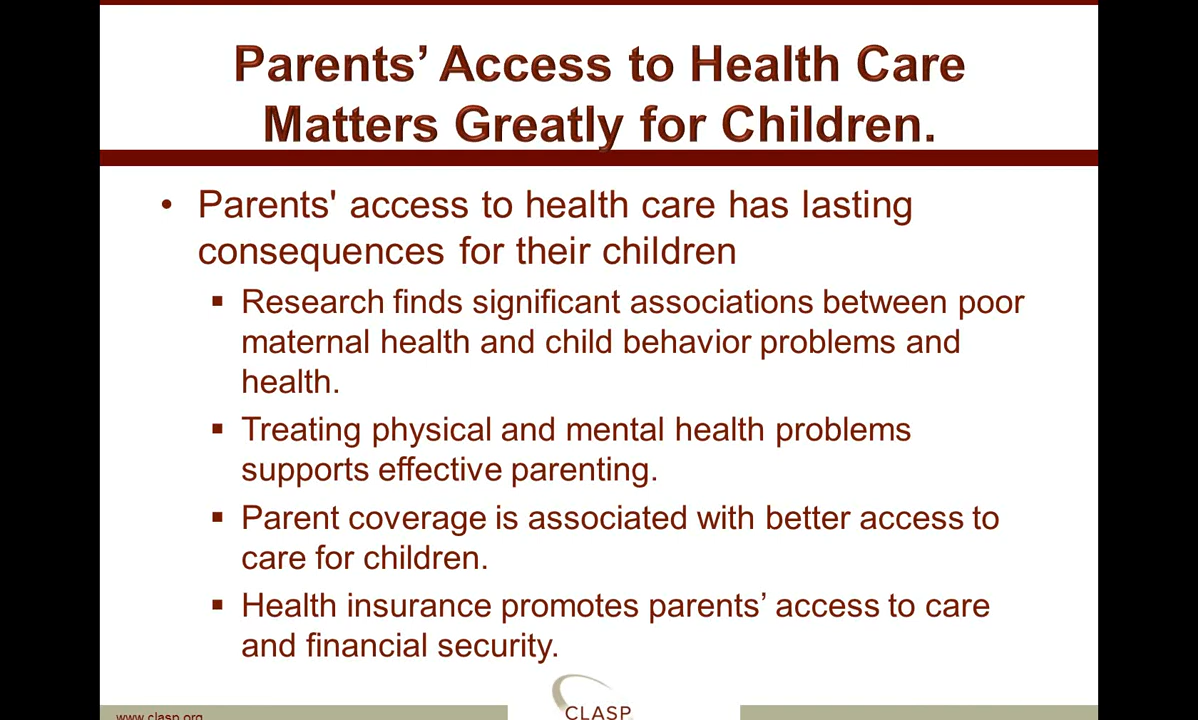 Parents’ Access to Health Care
Matters Greatly for Children.
• Parents' access to health care has lasting
consequences for their children
▪ Research finds significant associations between poor
maternal health and child behavior problems and
health.
▪ Treating physical and mental health problems
supports effective parenting.
▪ Parent coverage is associated with better access to
care for children.
▪ Health insurance promotes parents’ access to care
and financial security.
www.clasp.org
CLASP